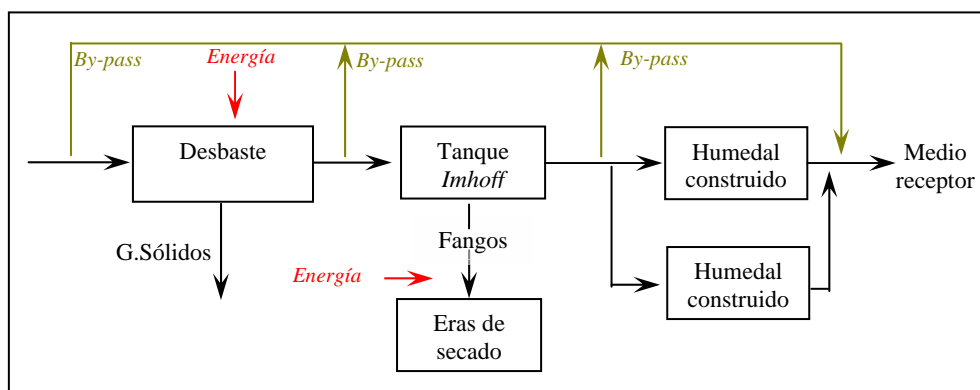 Energía
By-pass
By-pass
By-pass
Desbaste
Tanque
Imhoff
Humedal
construido
Medio
receptor
G.Sólidos
Fangos
Energía
Humedal
construido
Eras de
secado